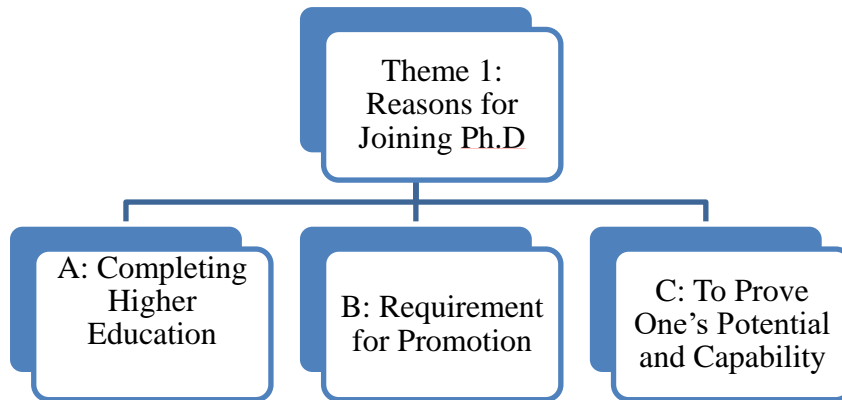 Theme 1:
Reasons for
Joining Ph.D
A: Completing
Higher
Education
B: Requirement
for Promotion
C: To Prove
One’s Potential
and Capability